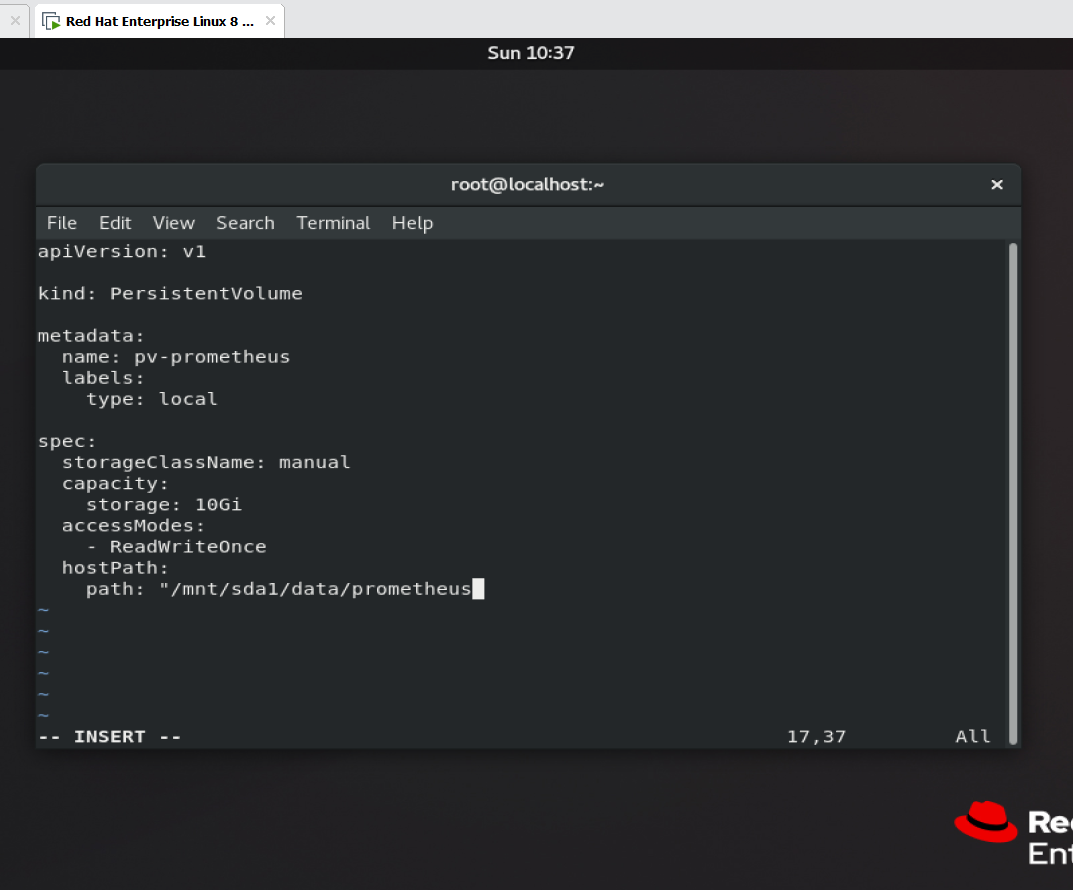 Red Hat Enterprise Linux 8 ...
Sun 10:37
root@localhost:~
File Edit View Search Terminal Help
apiVersion: v1
kind: PersistentVolume
metadata:
  name: pv-prometheus
  labels:
    type: local
spec:
  storageClassName: manual
  capacity:
    storage: 10Gi
  accessModes:
    - ReadWriteOnce
  hostPath:
    path: "/mnt/sda1/data/prometheus
~
~
~
~
~
~
-- INSERT -- 17,37 All